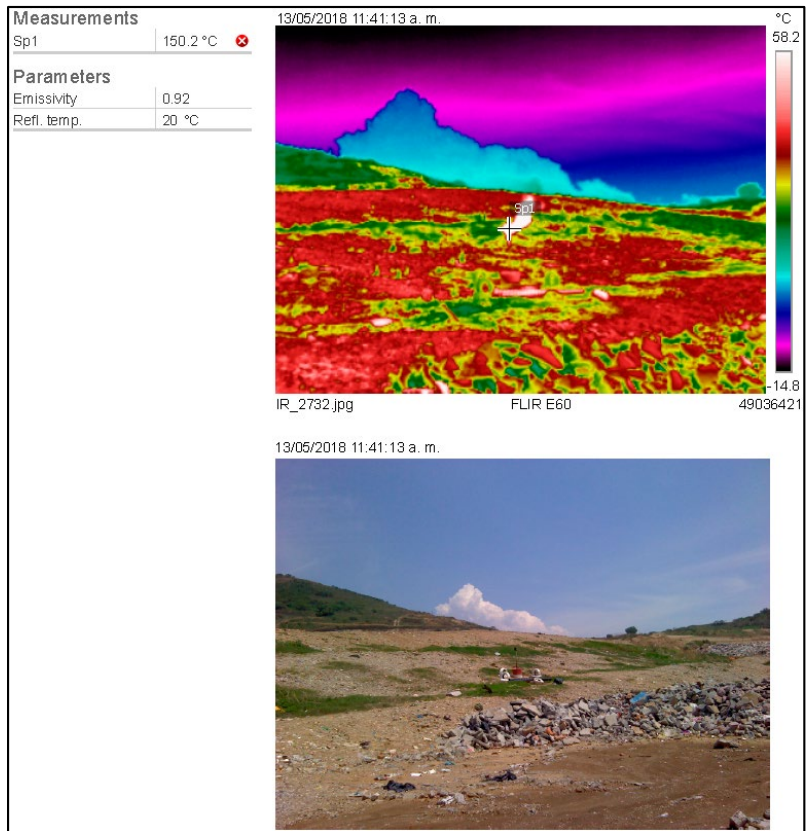 Measurements
Sp1 150.2 °C
Parameters
Emissivity 0.92
Refl. temp. 20 °C
13/05/2018 11:41:13 a. m.
°C
58.2
Sp1
-14.8
IR_2732.jpg FLIR E60 49036421
13/05/2018 11:41:13 a. m.